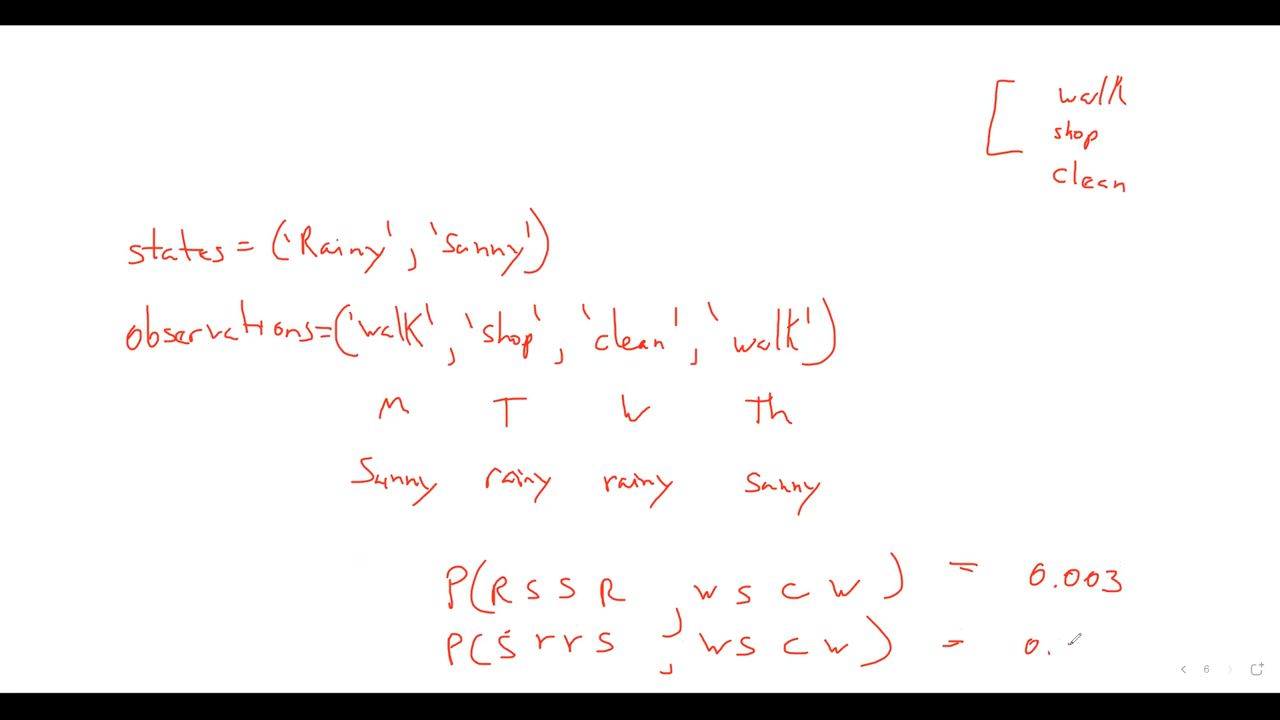 walk
shop
clean
states = ('Rainy', 'Sunny')
observations=('walk', 'shop', 'clean', 'walk')
M T W Th
Sunny rainy rainy sunny
P(R S S R , w s c w) = 0.003
P(S r r S , w s c w) = 0.
6